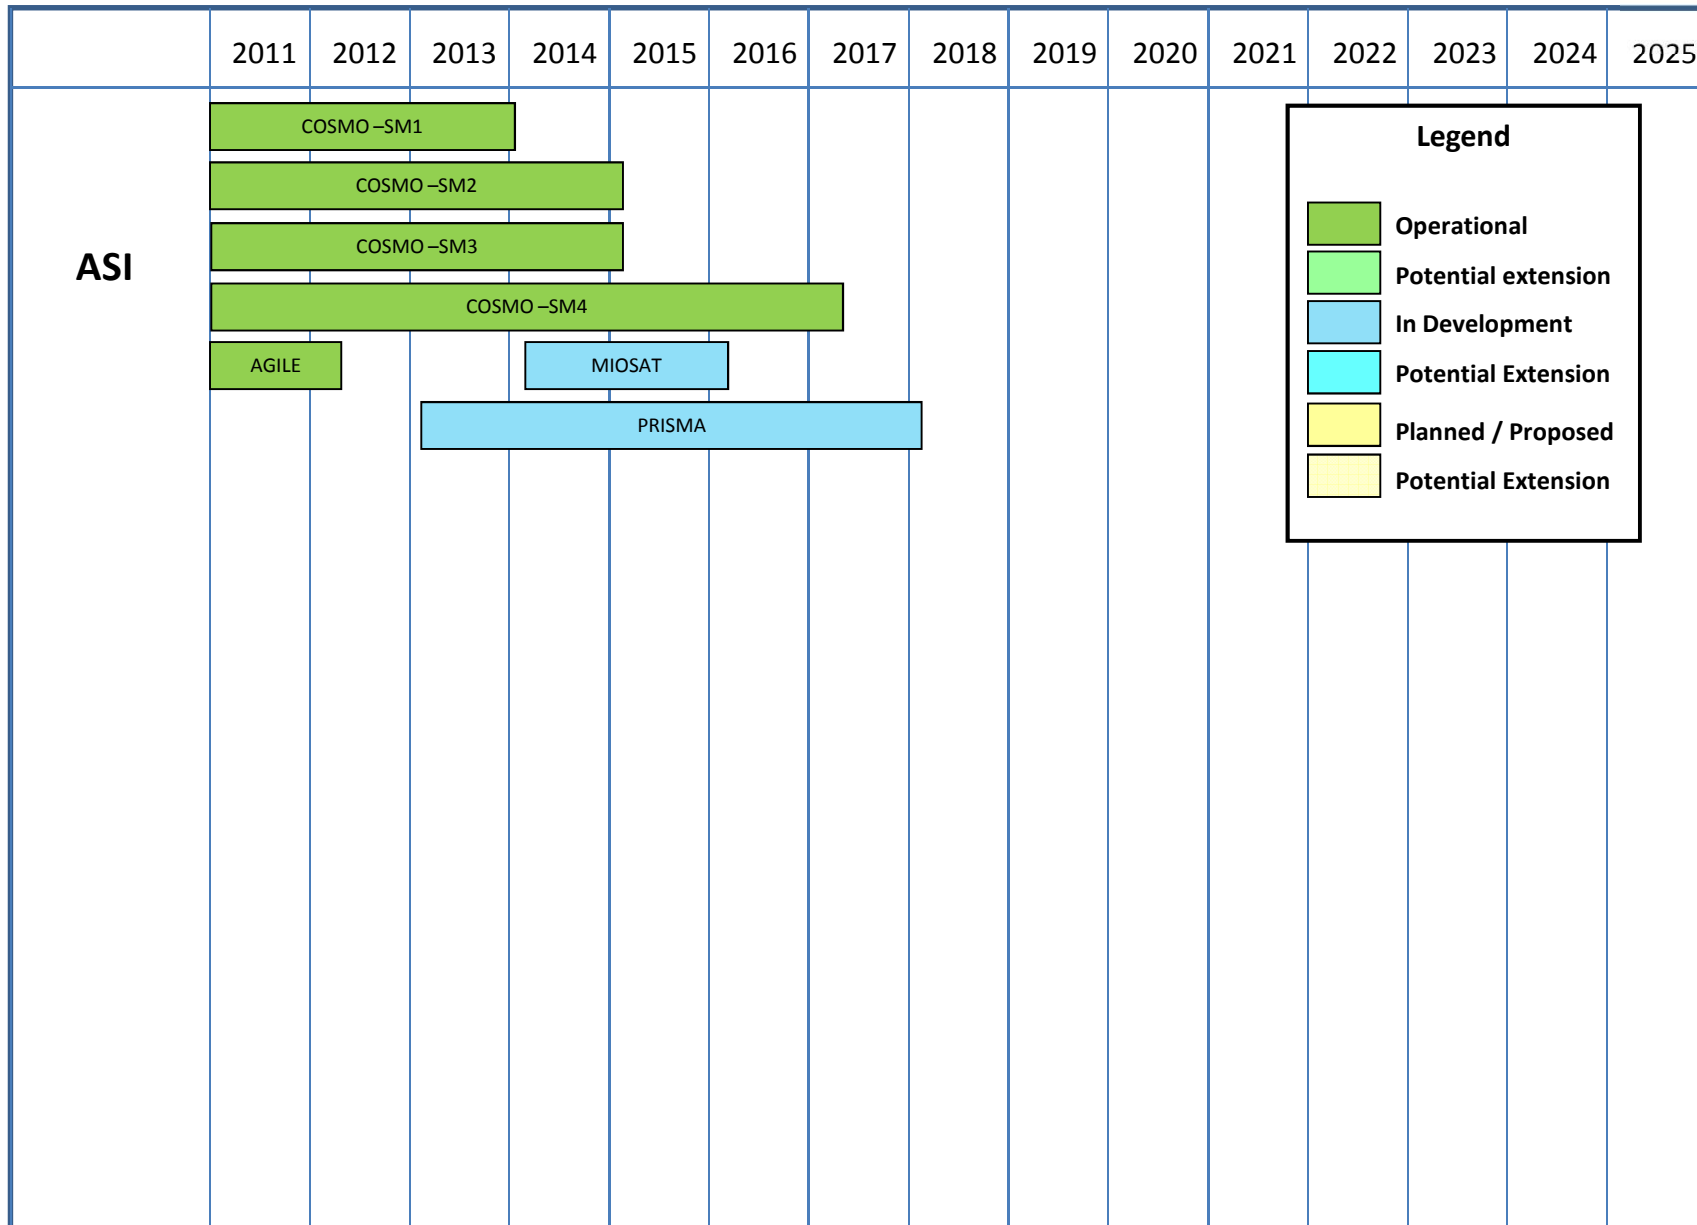 2011 2012 2013 2014 2015 2016 2017 2018 2019 2020 2021 2022 2023 2024 2025
ASI
COSMO –SM1
COSMO –SM2
COSMO –SM3
COSMO –SM4
AGILE
MIOSAT
PRISMA
Legend
Operational
Potential extension
In Development
Potential Extension
Planned / Proposed
Potential Extension